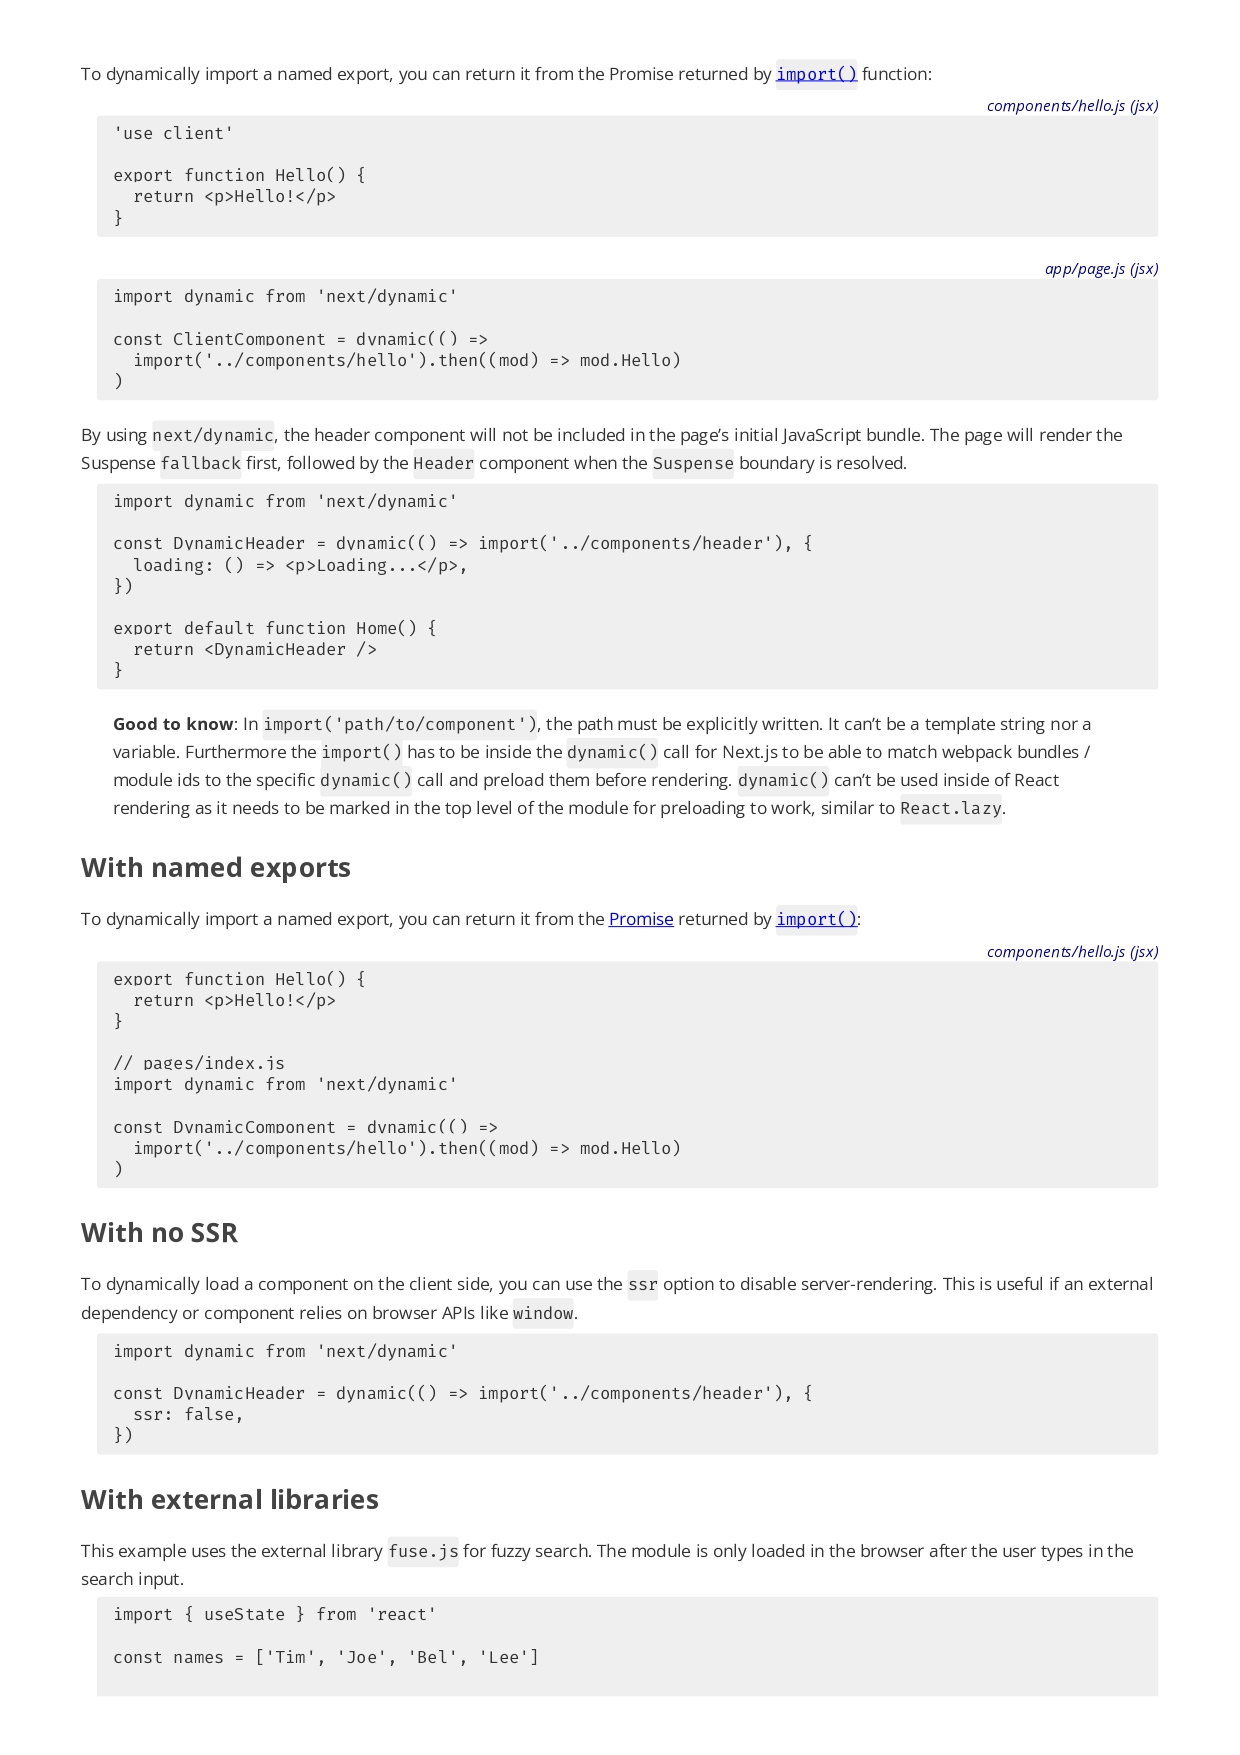 To dynamically import a named export, you can return it from the Promise returned by import() function:
components/hello.js (jsx)
'use client'
export function Hello() {
  return <p>Hello!</p>
}
app/page.js (jsx)
import dynamic from 'next/dynamic'
const ClientComponent = dynamic(() =>
  import('../components/hello').then((mod) => mod.Hello)
)
By using next/dynamic, the header component will not be included in the page’s initial JavaScript bundle. The page will render the
Suspense fallback first, followed by the Header component when the Suspense boundary is resolved.
import dynamic from 'next/dynamic'
const DynamicHeader = dynamic(() => import('../components/header'), {
  loading: () => <p>Loading...</p>,
})
export default function Home() {
  return <DynamicHeader />
}
Good to know: In import('path/to/component'), the path must be explicitly written. It can’t be a template string nor a
variable. Furthermore the import() has to be inside the dynamic() call for Next.js to be able to match webpack bundles /
module ids to the specific dynamic() call and preload them before rendering. dynamic() can’t be used inside of React
rendering as it needs to be marked in the top level of the module for preloading to work, similar to React.lazy.
With named exports
To dynamically import a named export, you can return it from the Promise returned by import():
components/hello.js (jsx)
export function Hello() {
  return <p>Hello!</p>
}
// pages/index.js
import dynamic from 'next/dynamic'
const DynamicComponent = dynamic(() =>
  import('../components/hello').then((mod) => mod.Hello)
)
With no SSR
To dynamically load a component on the client side, you can use the ssr option to disable server-rendering. This is useful if an external
dependency or component relies on browser APIs like window.
import dynamic from 'next/dynamic'
const DynamicHeader = dynamic(() => import('../components/header'), {
  ssr: false,
})
With external libraries
This example uses the external library fuse.js for fuzzy search. The module is only loaded in the browser after the user types in the
search input.
import { useState } from 'react'
const names = ['Tim', 'Joe', 'Bel', 'Lee']